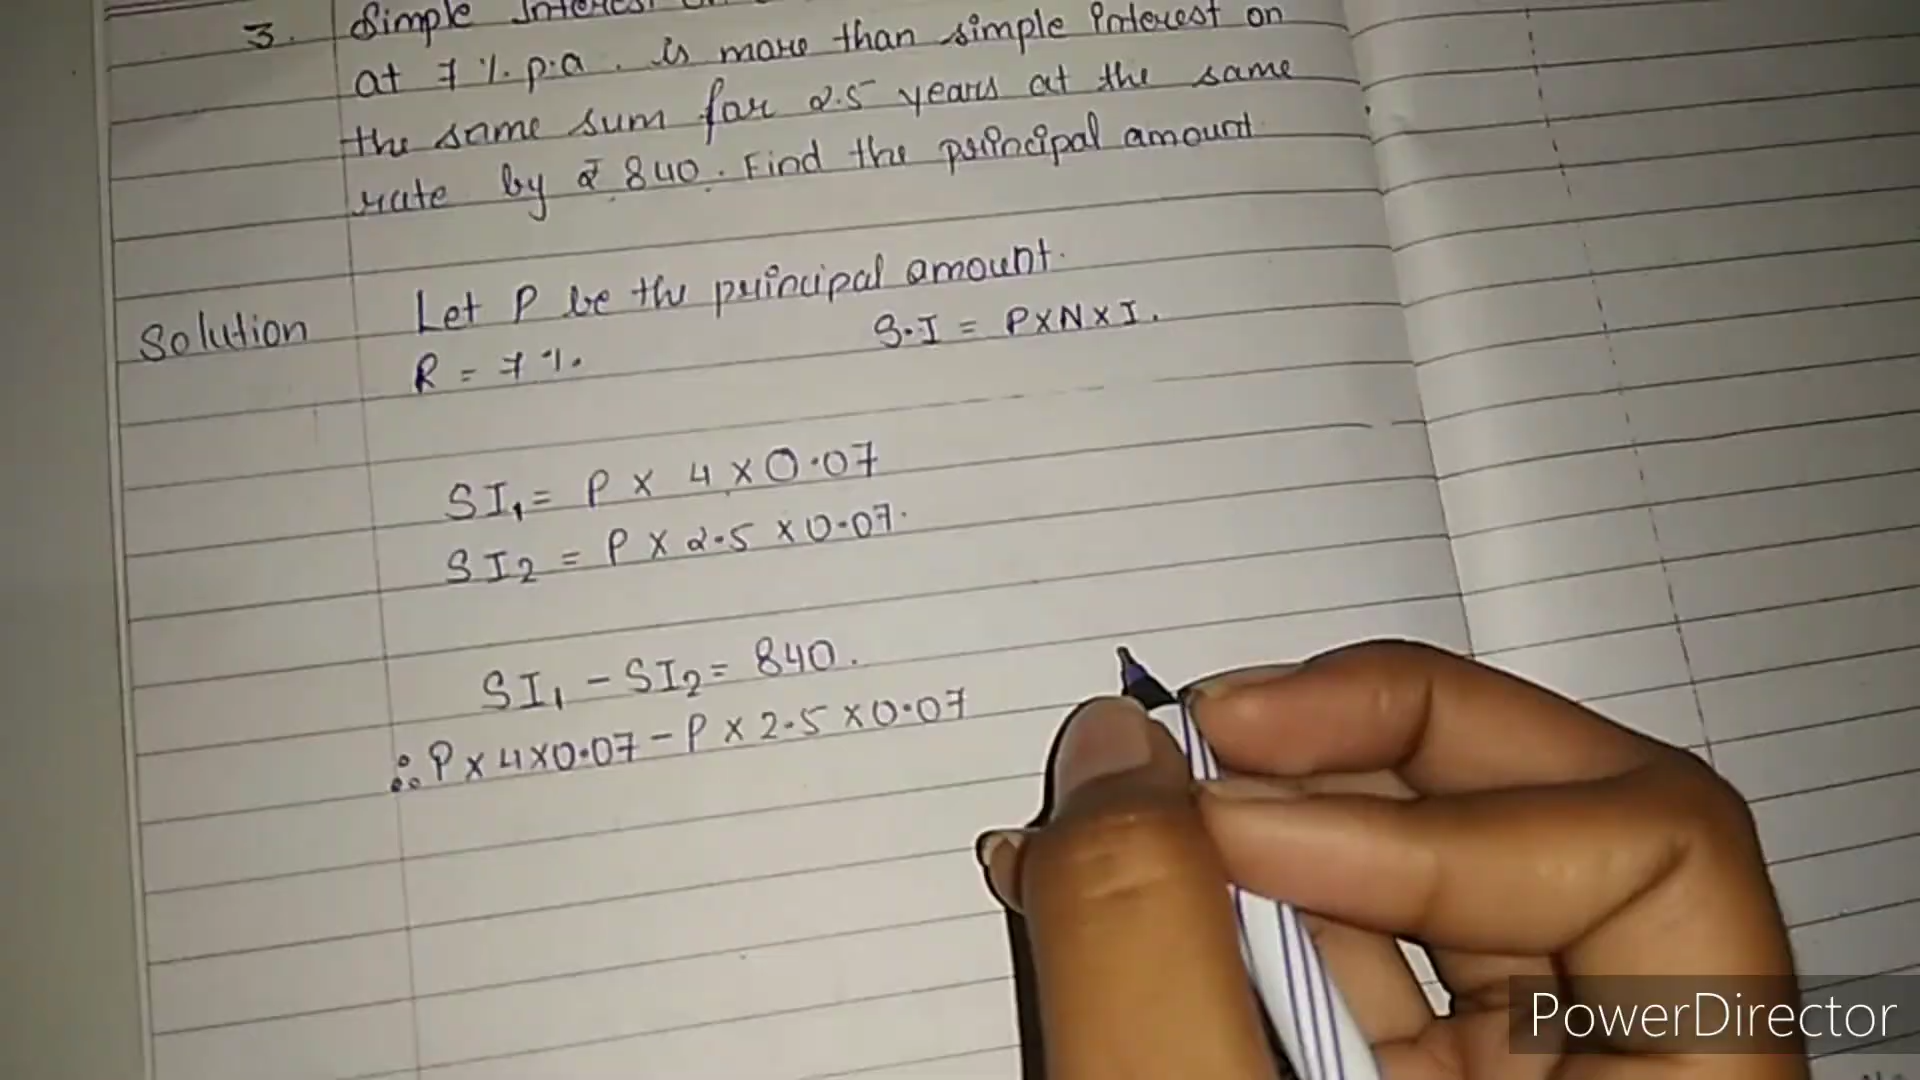 3. Simple Interest
at 7 %. p.a. is more than simple interest on
the same sum for 2.5 years at the same
rate by ₹ 840. Find the principal amount
Solution Let P be the principal amount.
R = 7 %. S.I = P×N×I.
SI₁ = P × 4 × 0.07
SI₂ = P × 2.5 × 0.07.
SI₁ - SI₂ = 840.
∴ P × 4 × 0.07 - P × 2.5 × 0.07
PowerDirector